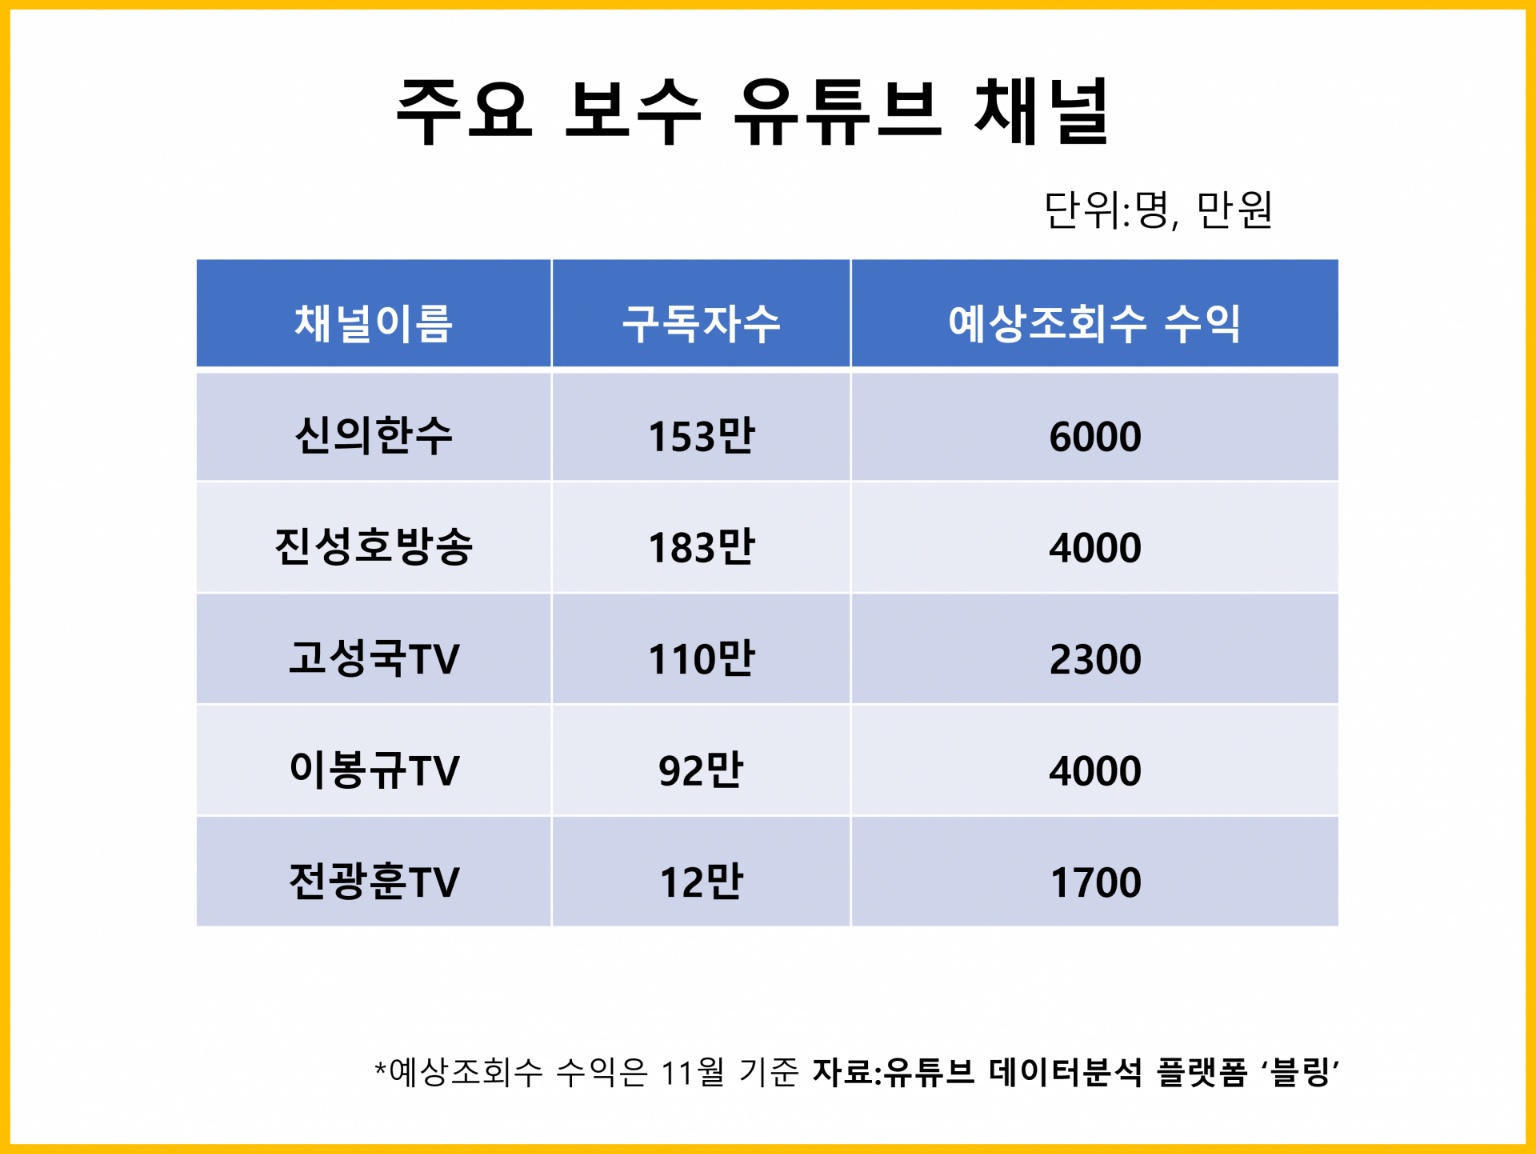 주요 보수 유튜브 채널
단위:명, 만원
채널이름 구독자수 예상조회수 수익
신의한수 153만 6000
진성호방송 183만 4000
고성국TV 110만 2300
이봉규TV 92만 4000
전광훈TV 12만 1700
*예상조회수 수익은 11월 기준 자료:유튜브 데이터분석 플랫폼 ‘블링’